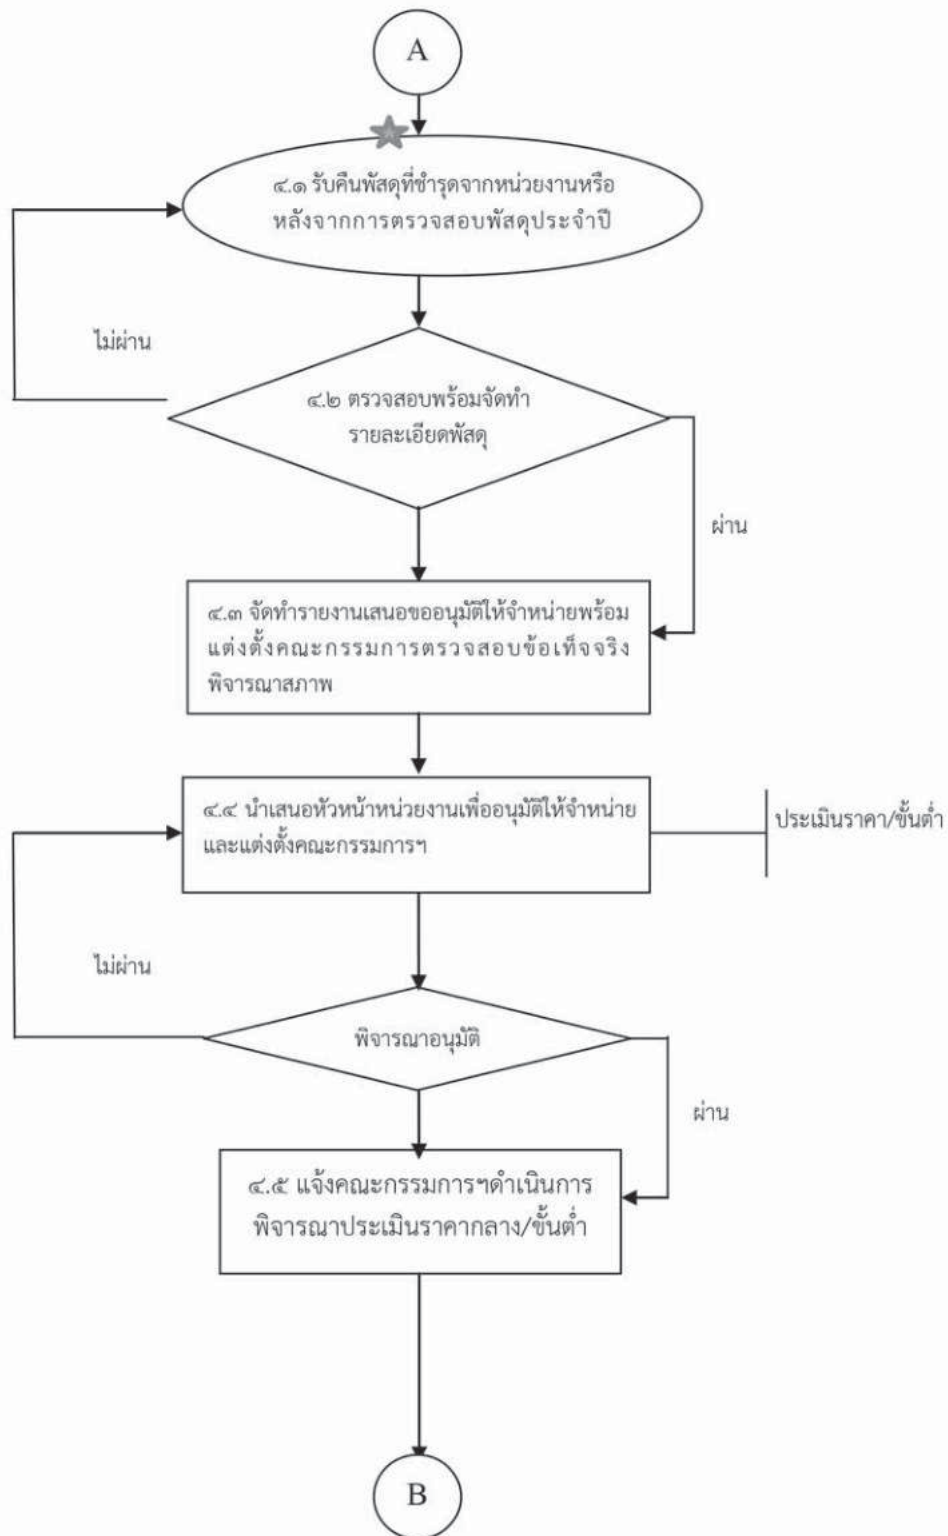 A
๔.๑ รับคืนพัสดุที่ชำรุดจากหน่วยงานหรือ
หลังจากการตรวจสอบพัสดุประจำปี
ไม่ผ่าน
๔.๒ ตรวจสอบพร้อมจัดทำ
รายละเอียดพัสดุ
ผ่าน
๔.๓ จัดทำรายงานเสนอขออนุมัติให้จำหน่ายพร้อม
แต่งตั้งคณะกรรมการตรวจสอบข้อเท็จจริง
พิจารณาสภาพ
๔.๔ นำเสนอหัวหน้าหน่วยงานเพื่ออนุมัติให้จำหน่าย
และแต่งตั้งคณะกรรมการฯ
ประเมินราคา/ขั้นต่ำ
ไม่ผ่าน
พิจารณาอนุมัติ
ผ่าน
๔.๕ แจ้งคณะกรรมการฯดำเนินการ
พิจารณาประเมินราคากลาง/ขั้นต่ำ
B